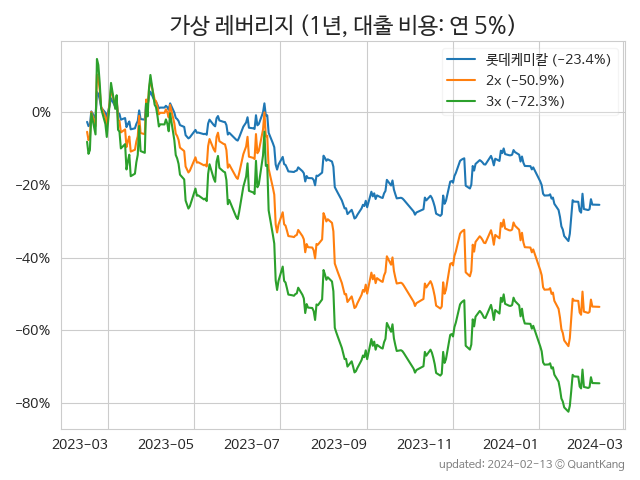 가상 레버리지 (1년, 대출 비용: 연 5%)
롯데케미칼 (−23.4%)
2x (−50.9%)
3x (−72.3%)
0%
−20%
−40%
−60%
−80%
2023-03 2023-05 2023-07 2023-09 2023-11 2024-01 2024-03
updated: 2024-02-13 © QuantKang